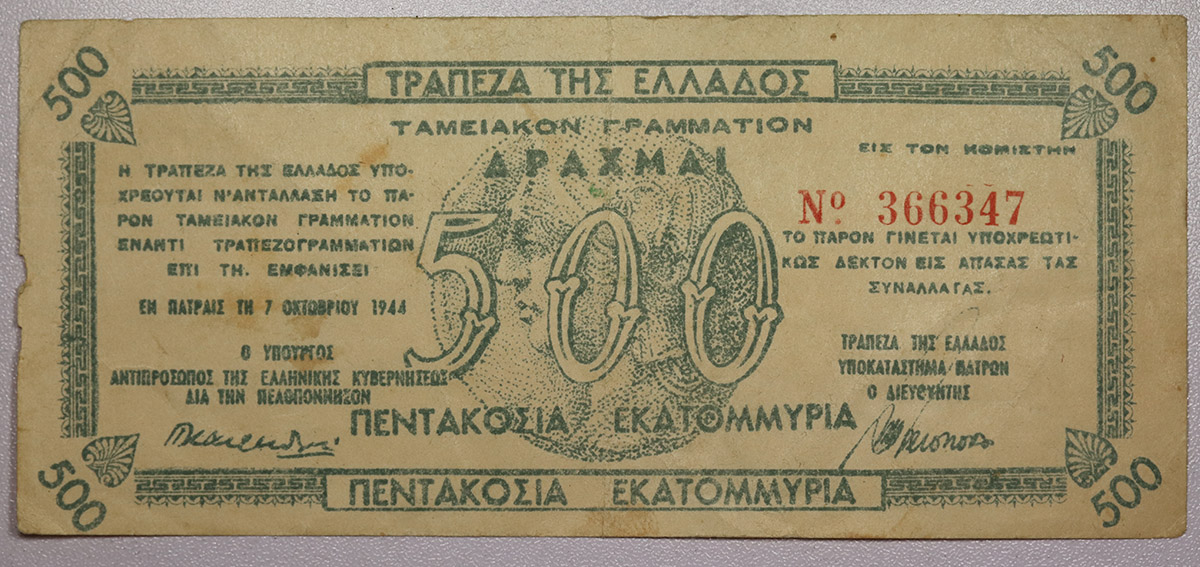 500
500
ΤΡΑΠΕΖΑ ΤΗΣ ΕΛΛΑΔΟΣ
ΤΑΜΕΙΑΚΟΝ ΓΡΑΜΜΑΤΙΟΝ
ΔΡΑΧΜΑΙ
ΕΙΣ ΤΟΝ ΚΟΜΙΣΤΗΝ
Η ΤΡΑΠΕΖΑ ΤΗΣ ΕΛΛΑΔΟΣ ΥΠΟ-
ΧΡΕΟΥΤΑΙ Ν'ΑΝΤΑΛΛΑΣΗ ΤΟ ΠΑ-
ΡΟΝ ΤΑΜΕΙΑΚΟΝ ΓΡΑΜΜΑΤΙΟΝ
ΕΝΑΝΤΙ ΤΡΑΠΕΖΟΓΡΑΜΜΑΤΙΩΝ
ΕΠΙ ΤΗ. ΕΜΦΑΝΙΣΕΙ
ΕΝ ΠΑΤΡΑΙΣ ΤΗ 7 ΟΚΤΩΒΡΙΟΥ 1944
500
Nº 366347
ΤΟ ΠΑΡΟΝ ΓΙΝΕΤΑΙ ΥΠΟΧΡΕΩΤΙ-
ΚΩΣ ΔΕΚΤΟΝ ΕΙΣ ΑΠΑΣΑΣ ΤΑΣ
ΣΥΝΑΛΛΑΓΑΣ.
Ο ΥΠΟΥΡΓΟΣ
ΑΝΤΙΠΡΟΣΩΠΟΣ ΤΗΣ ΕΛΛΗΝΙΚΗΣ ΚΥΒΕΡΝΗΣΕΩΣ
ΔΙΑ ΤΗΝ ΠΕΛΟΠΟΝΝΗΣΟΝ
ΤΡΑΠΕΖΑ ΤΗΣ ΕΛΛΑΔΟΣ
ΥΠΟΚΑΤΑΣΤΗΜΑ ΠΑΤΡΩΝ
Ο ΔΙΕΥΘΥΝΤΗΣ
ΠΕΝΤΑΚΟΣΙΑ ΕΚΑΤΟΜΜΥΡΙΑ
500
ΠΕΝΤΑΚΟΣΙΑ ΕΚΑΤΟΜΜΥΡΙΑ
500